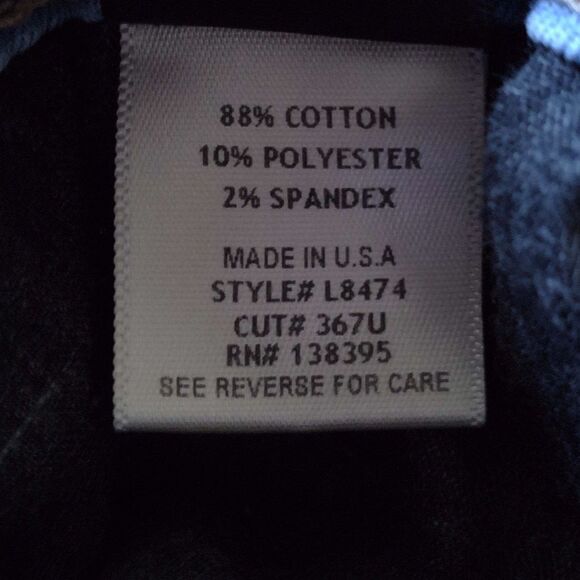 88% COTTON
10% POLYESTER
2% SPANDEX
MADE IN U.S.A
STYLE# L8474
CUT# 367U
RN# 138395
SEE REVERSE FOR CARE